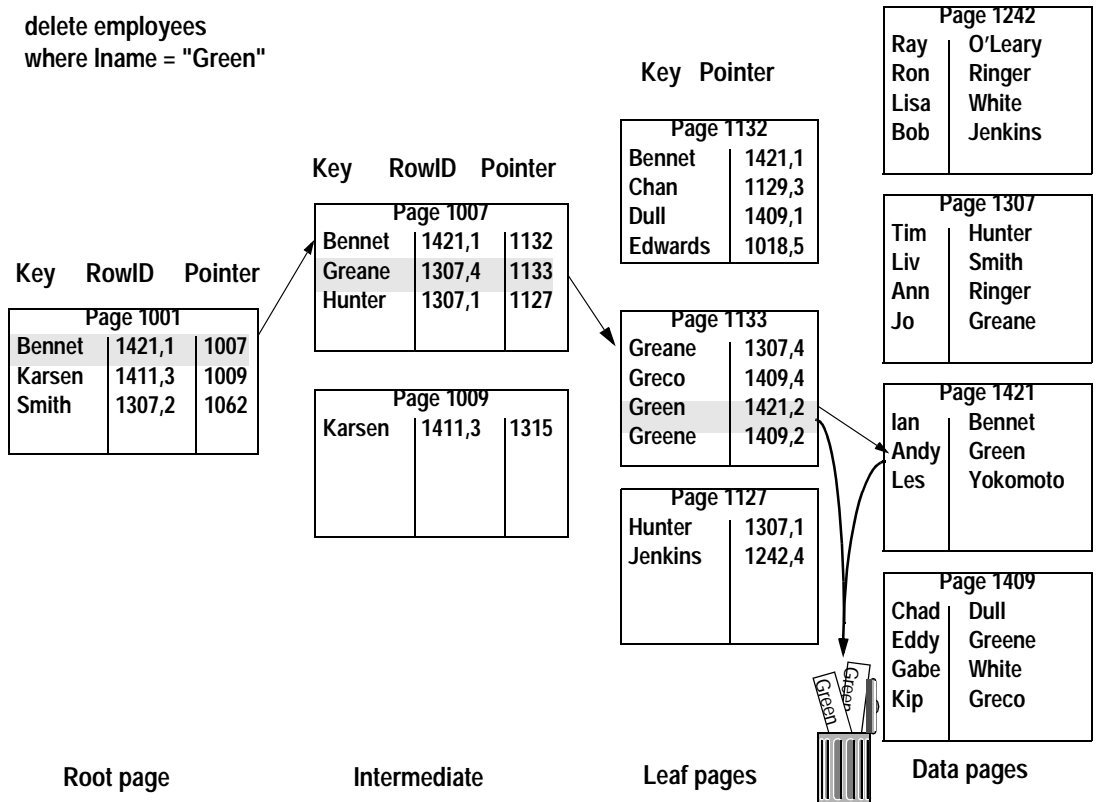 delete employees
where lname = "Green"
Key RowID Pointer
Page 1001
Bennet 1421,1 1007
Karsen 1411,3 1009
Smith 1307,2 1062
Root page
Key RowID Pointer
Page 1007
Bennet 1421,1 1132
Greane 1307,4 1133
Hunter 1307,1 1127
Page 1009
Karsen 1411,3 1315
Intermediate
Key Pointer
Page 1132
Bennet 1421,1
Chan 1129,3
Dull 1409,1
Edwards 1018,5
Page 1133
Greane 1307,4
Greco 1409,4
Green 1421,2
Greene 1409,2
Page 1127
Hunter 1307,1
Jenkins 1242,4
Leaf pages
Green
Green
Page 1242
Ray O’Leary
Ron Ringer
Lisa White
Bob Jenkins
Page 1307
Tim Hunter
Liv Smith
Ann Ringer
Jo Greane
Page 1421
Ian Bennet
Andy Green
Les Yokomoto
Page 1409
Chad Dull
Eddy Greene
Gabe White
Kip Greco
Data pages